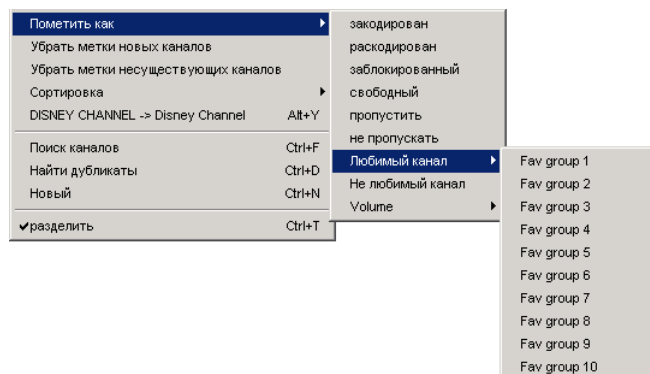 Пометить как
Убрать метки новых каналов
Убрать метки несуществующих каналов
Сортировка
DISNEY CHANNEL -> Disney Channel Alt+Y
Поиск каналов Ctrl+F
Найти дубликаты Ctrl+D
Новый Ctrl+N
✔разделить Ctrl+T
закодирован
раскодирован
заблокированный
свободный
пропустить
не пропускать
Любимый канал
Не любимый канал
Volume
Fav group 1
Fav group 2
Fav group 3
Fav group 4
Fav group 5
Fav group 6
Fav group 7
Fav group 8
Fav group 9
Fav group 10